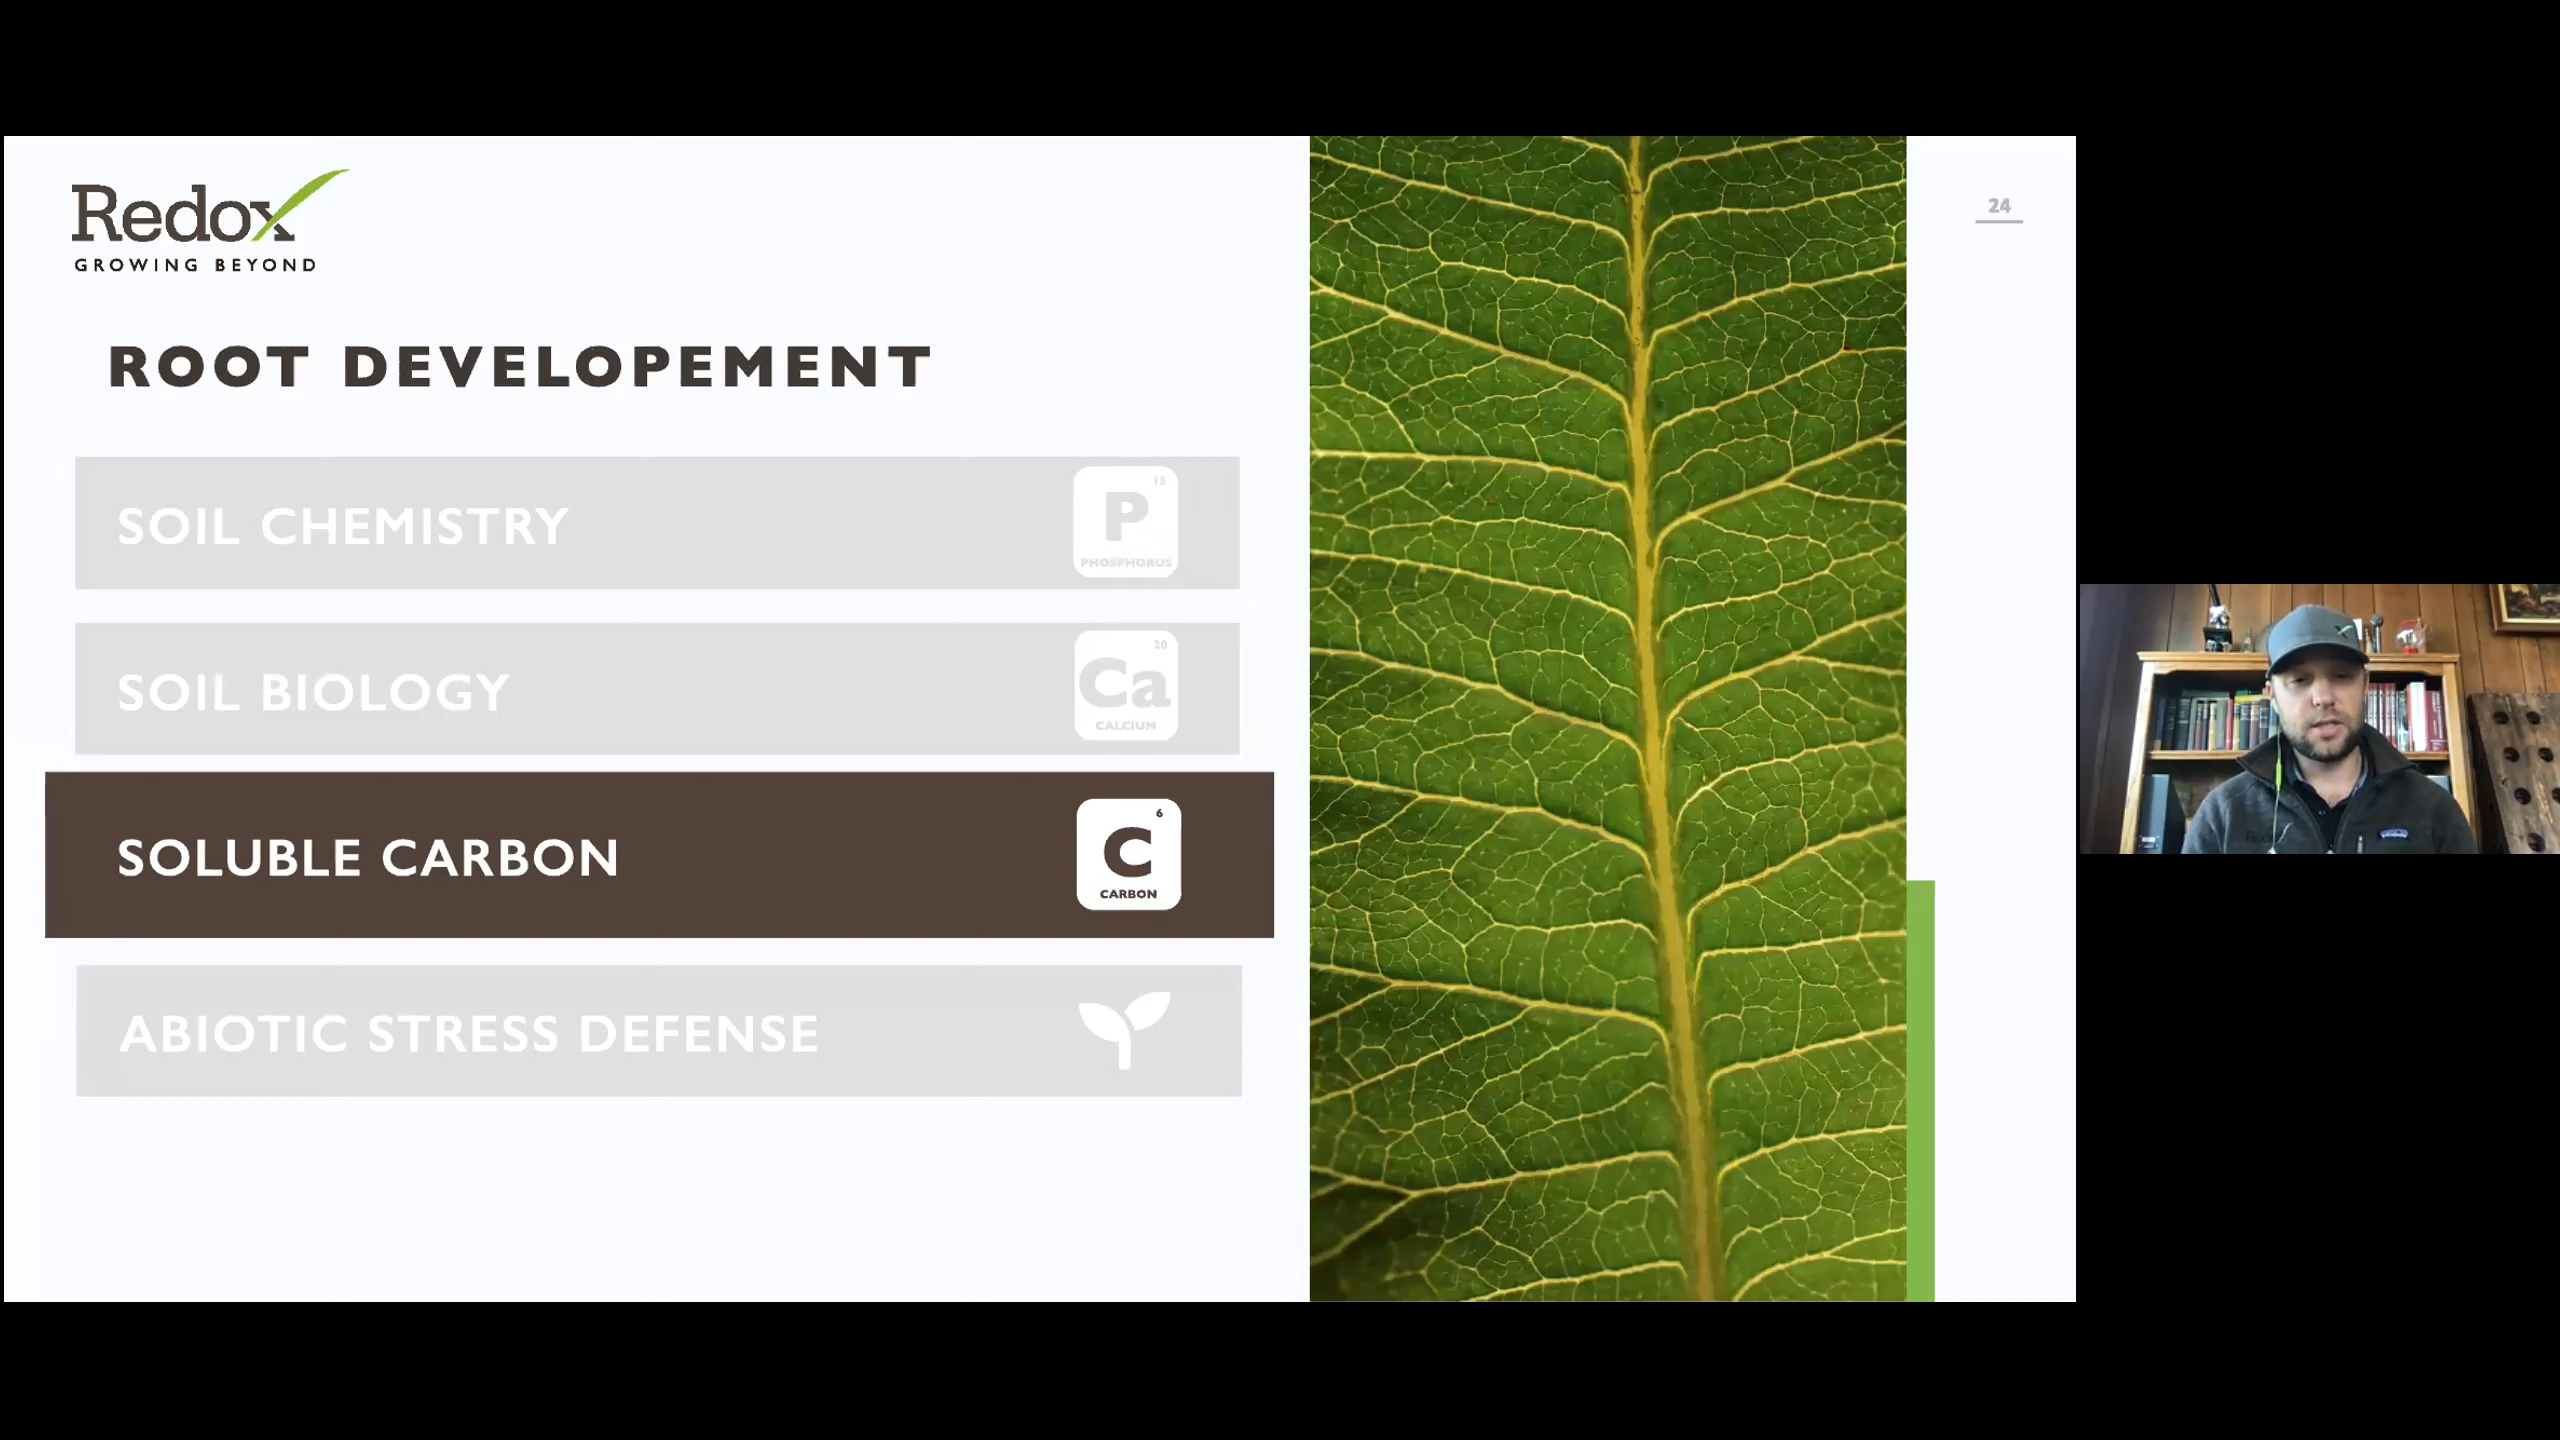 Redox
GROWING BEYOND
24
ROOT DEVELOPEMENT
SOIL CHEMISTRY
15
P
PHOSPHORUS
SOIL BIOLOGY
20
Ca
CALCIUM
SOLUBLE CARBON
6
C
CARBON
ABIOTIC STRESS DEFENSE